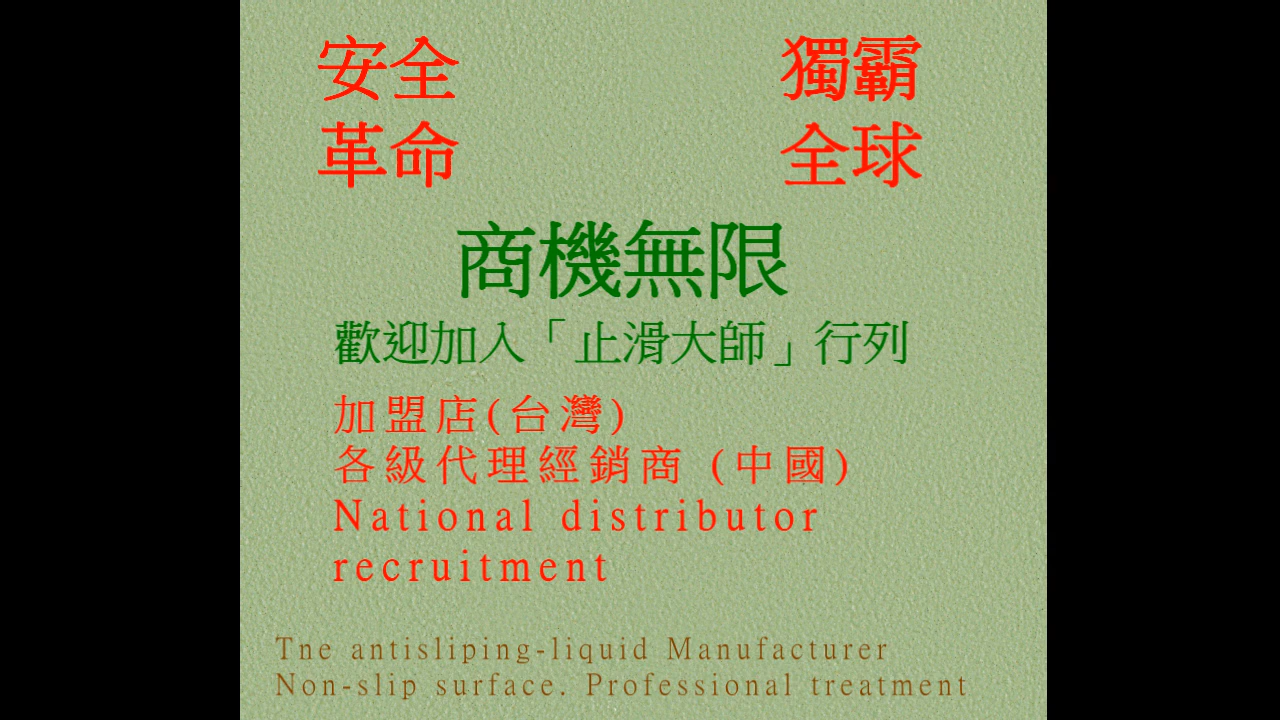 安全 獨霸
革命 全球
商機無限
歡迎加入「止滑大師」行列
加盟店(台灣)
各級代理經銷商 (中國)
National distributor
recruitment
Tne antisliping-liquid Manufacturer
Non-slip surface. Professional treatment